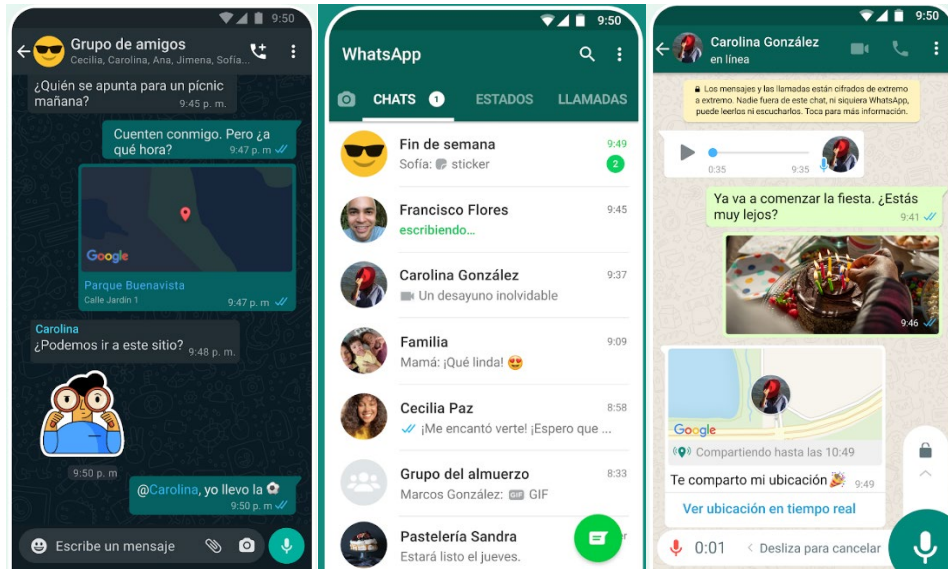 9:50
Grupo de amigos
Cecilia, Carolina, Ana, Jimena, Sofía...
¿Quién se apunta para un pícnic
mañana?
9:45 p. m.
Cuenten conmigo. Pero ¿a
qué hora?
9:47 p. m
Google
Parque Buenavista
Calle Jardín 1
9:47 p. m
Carolina
¿Podemos ir a este sitio?
9:48 p. m.
9:50 p. m
@Carolina, yo llevo la ⚽
9:50 p. m
Escribe un mensaje
9:50
WhatsApp
CHATS 1 ESTADOS LLAMADAS
Fin de semana 9:49
Sofía: sticker 2
Francisco Flores 9:45
escribiendo...
Carolina González 9:37
Un desayuno inolvidable
Familia 9:09
Mamá: ¡Qué linda! 😍
Cecilia Paz 8:58
¡Me encantó verte! ¡Espero que ...
Grupo del almuerzo 8:33
Marcos González: GIF GIF
Pastelería Sandra
Estará listo el jueves.
9:50
Carolina González
en línea
Los mensajes y las llamadas están cifrados de extremo
a extremo. Nadie fuera de este chat, ni siquiera WhatsApp,
puede leerlos ni escucharlos. Toca para más información.
0:35 9:35
Ya va a comenzar la fiesta. ¿Estás
muy lejos?
9:41
9:46
Google
Compartiendo hasta las 10:49
Te comparto mi ubicación 🎉 9:49
Ver ubicación en tiempo real
0:01 < Desliza para cancelar